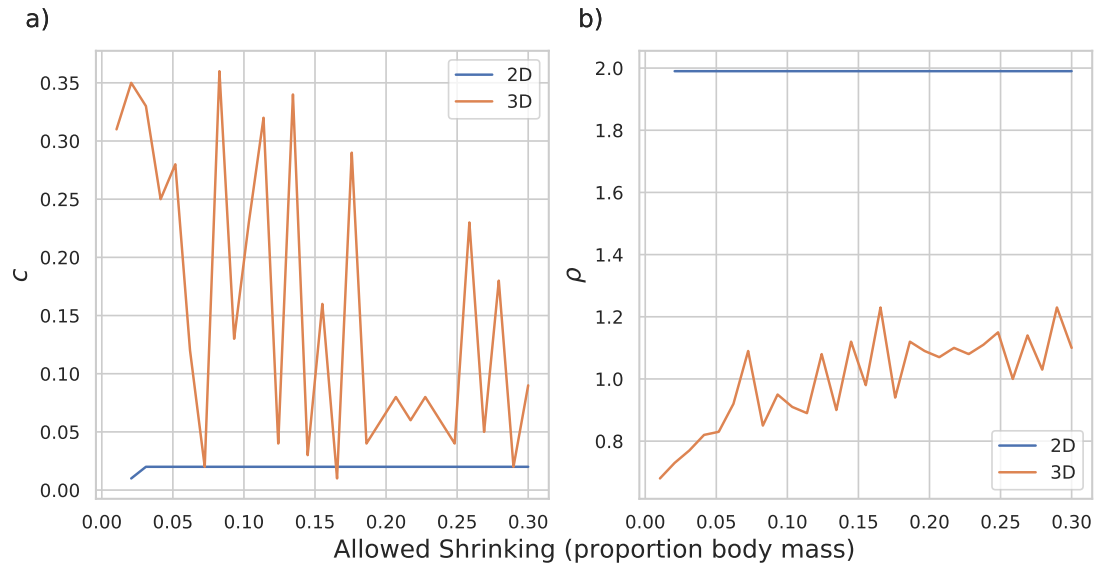 a)
b)
0.35
0.30
0.25
0.20
0.15
0.10
0.05
0.00
c
2D
3D
0.00 0.05 0.10 0.15 0.20 0.25 0.30
2.0
1.8
1.6
1.4
1.2
1.0
0.8
ρ
2D
3D
0.00 0.05 0.10 0.15 0.20 0.25 0.30
Allowed Shrinking (proportion body mass)